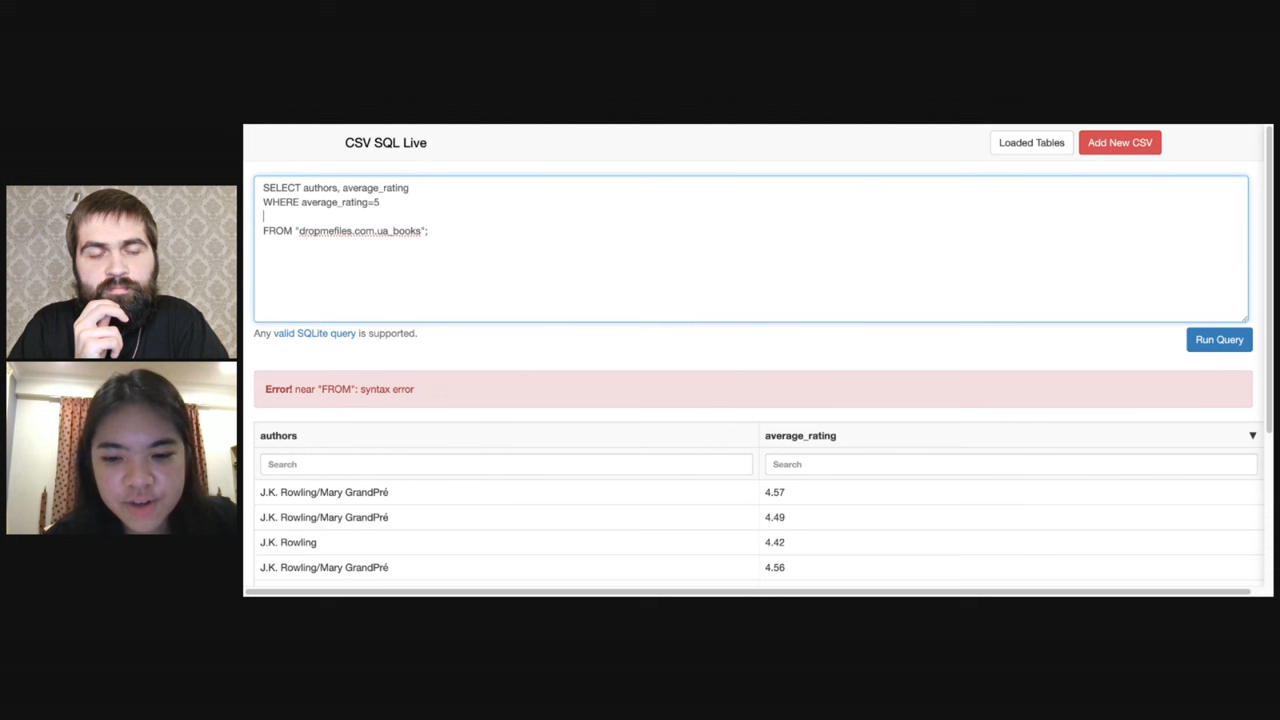 CSV SQL Live
Loaded Tables
Add New CSV
SELECT authors, average_rating
WHERE average_rating=5
FROM "dropmefiles.com.ua_books";
Any valid SQLite query is supported.
Run Query
Error! near "FROM": syntax error
authors average_rating ▼
Search Search
J.K. Rowling/Mary GrandPré 4.57
J.K. Rowling/Mary GrandPré 4.49
J.K. Rowling 4.42
J.K. Rowling/Mary GrandPré 4.56